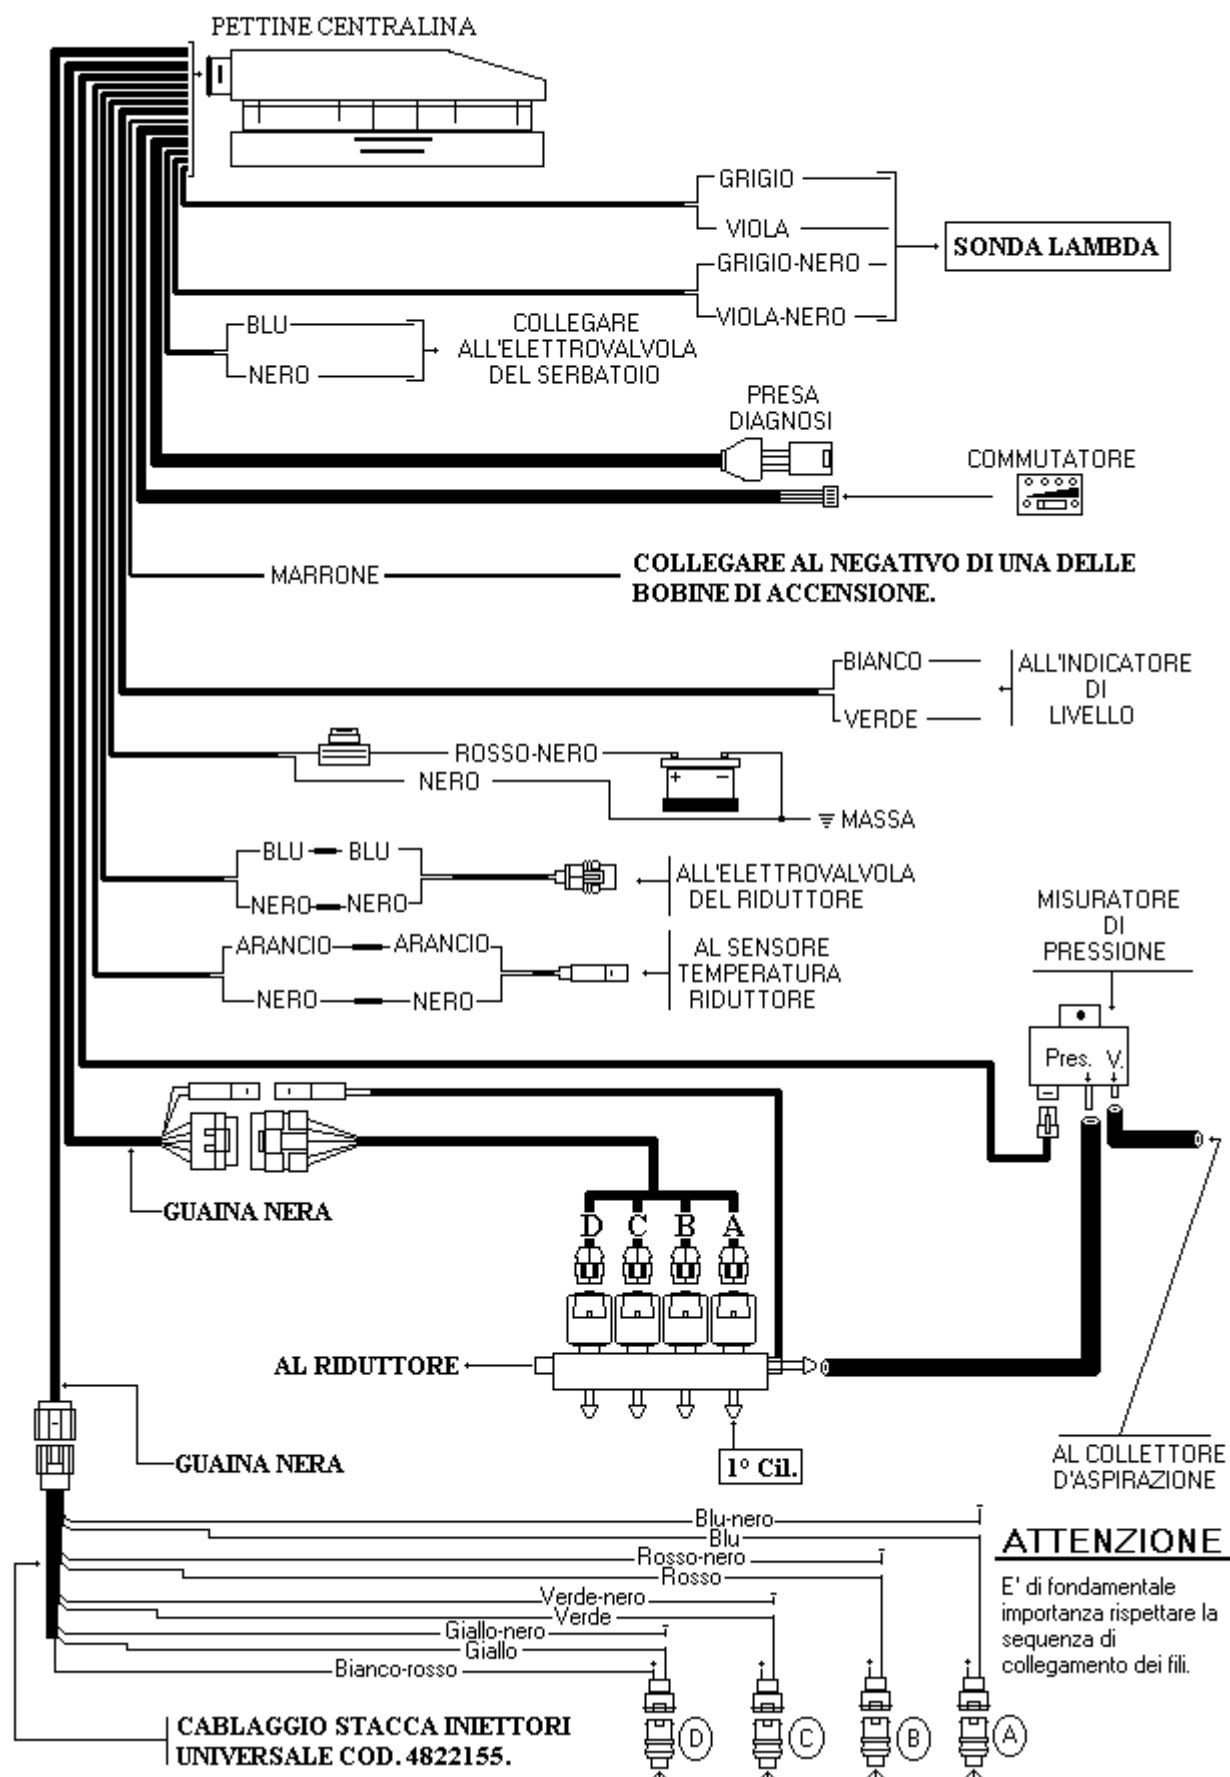 PETTINE CENTRALINA
GRIGIO
VIOLA
SONDA LAMBDA
GRIGIO-NERO
VIOLA-NERO
BLU
NERO
COLLEGARE
ALL'ELETTROVALVOLA
DEL SERBATOIO
PRESA
DIAGNOSI
COMMUTATORE
MARRONE
COLLEGARE AL NEGATIVO DI UNA DELLE
BOBINE DI ACCENSIONE.
BIANCO
VERDE
ALL'INDICATORE
DI
LIVELLO
ROSSO-NERO
NERO
+ −
MASSA
BLU BLU
NERO NERO
ALL'ELETTROVALVOLA
DEL RIDUTTORE
ARANCIO ARANCIO
NERO NERO
AL SENSORE
TEMPERATURA
RIDUTTORE
MISURATORE
DI
PRESSIONE
Pres. V.
GUAINA NERA
D C B A
AL RIDUTTORE
1° Cil.
GUAINA NERA
AL COLLETTORE
D'ASPIRAZIONE
Blu-nero
Blu
Rosso-nero
Rosso
Verde-nero
Verde
Giallo-nero
Giallo
Bianco-rosso
ATTENZIONE
E' di fondamentale
importanza rispettare la
sequenza di
collegamento dei fili.
CABLAGGIO STACCA INIETTORI
UNIVERSALE COD. 4822155.
D C B A